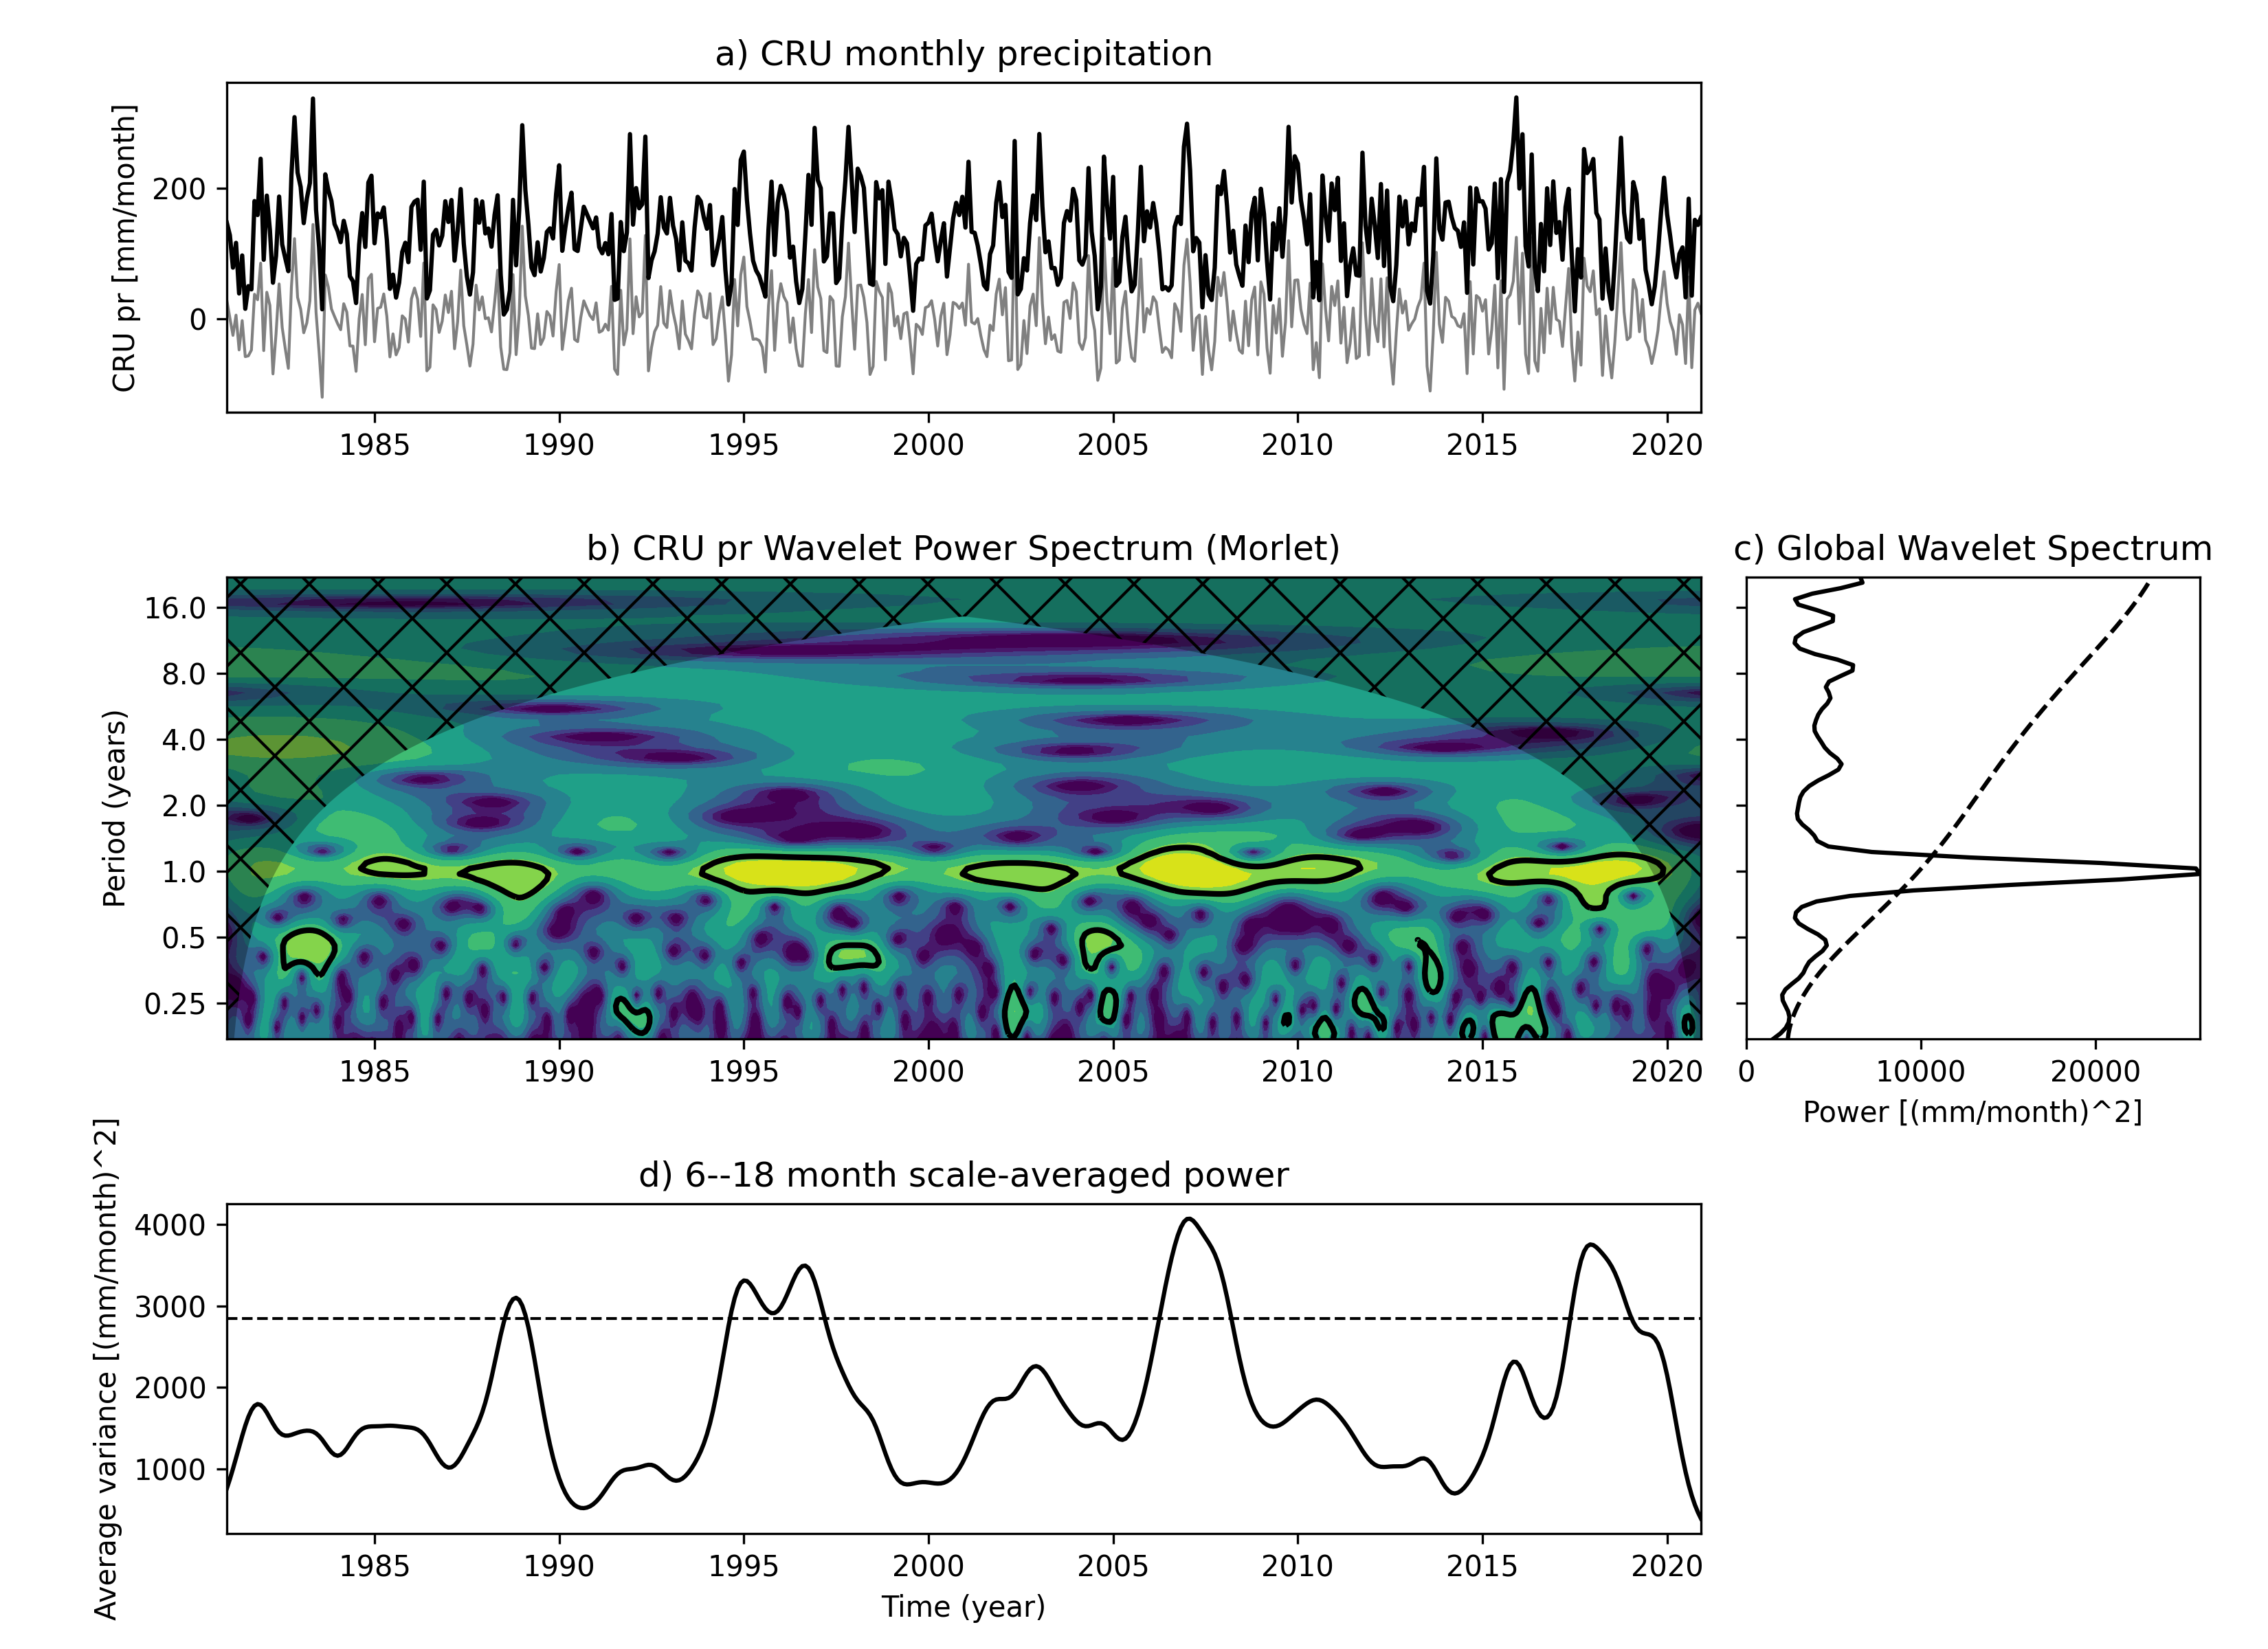 a) CRU monthly precipitation
CRU pr [mm/month]
200
0
1985 1990 1995 2000 2005 2010 2015 2020
b) CRU pr Wavelet Power Spectrum (Morlet)
Period (years)
16.0
8.0
4.0
2.0
1.0
0.5
0.25
1985 1990 1995 2000 2005 2010 2015 2020
c) Global Wavelet Spectrum
0 10000 20000
Power [(mm/month)^2]
d) 6--18 month scale-averaged power
Average variance [(mm/month)^2]
4000
3000
2000
1000
1985 1990 1995 2000 2005 2010 2015 2020
Time (year)